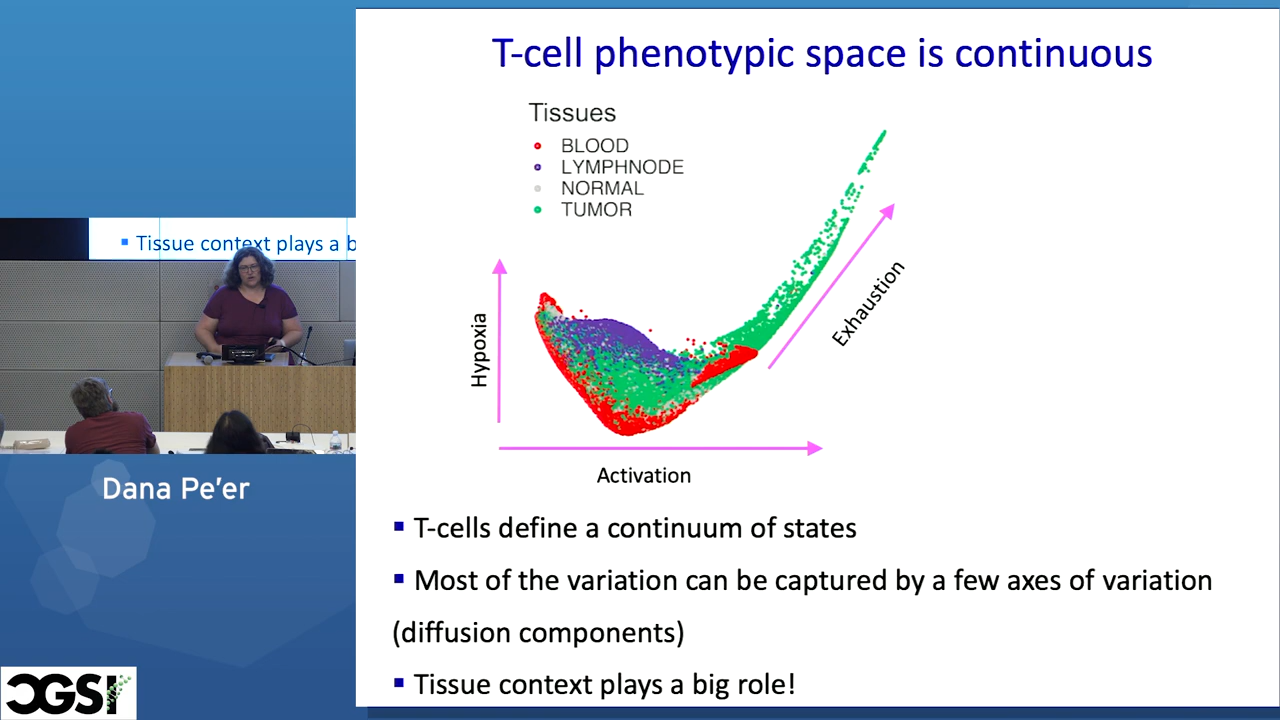 T-cell phenotypic space is continuous
Tissues
BLOOD
LYMPHNODE
NORMAL
TUMOR
Hypoxia
Exhaustion
Activation
▪ Tissue context plays a b
Dana Pe'er
▪ T-cells define a continuum of states
▪ Most of the variation can be captured by a few axes of variation
(diffusion components)
▪ Tissue context plays a big role!
CGSI